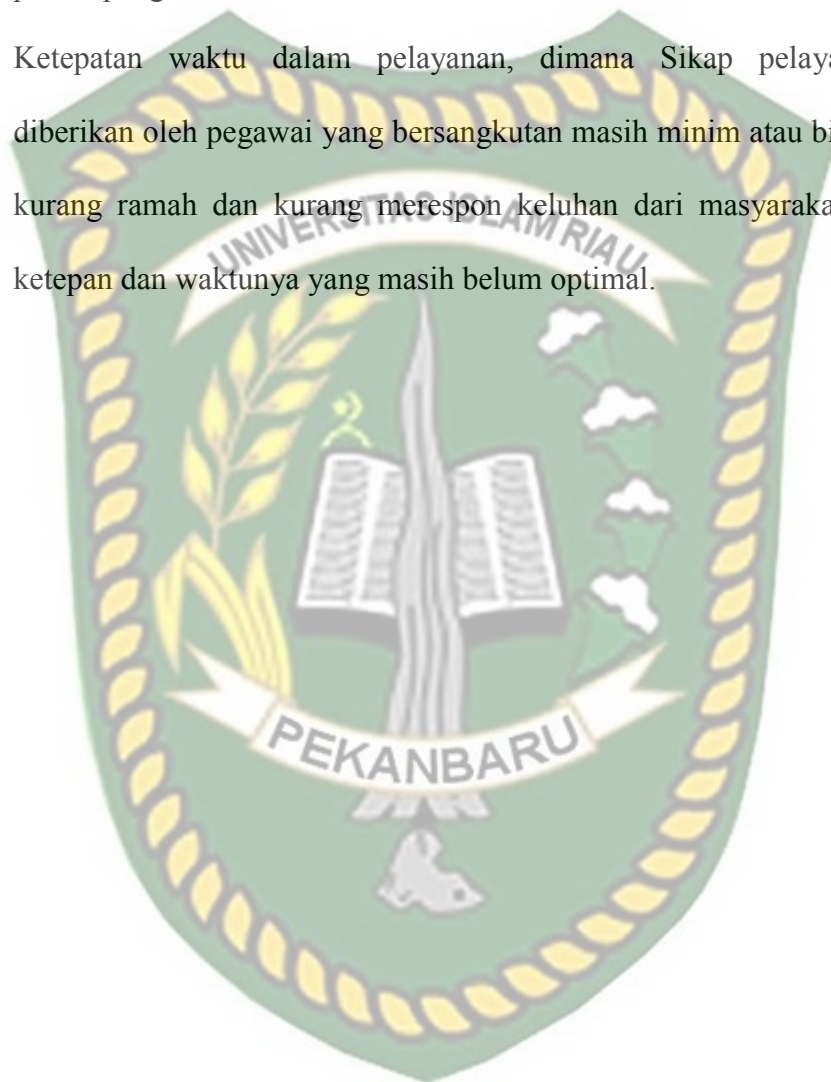 Ketepatan waktu dalam pelayanan, dimana Sikap
diberikan oleh pegawai yang bersangkutan masih minim atau
kurang ramah dan kurang merespon keluhan dari
ketepan dan waktunya yang masih belum optimal.
UNIVERSITAS ISLAM RIAU
PEKANBARU